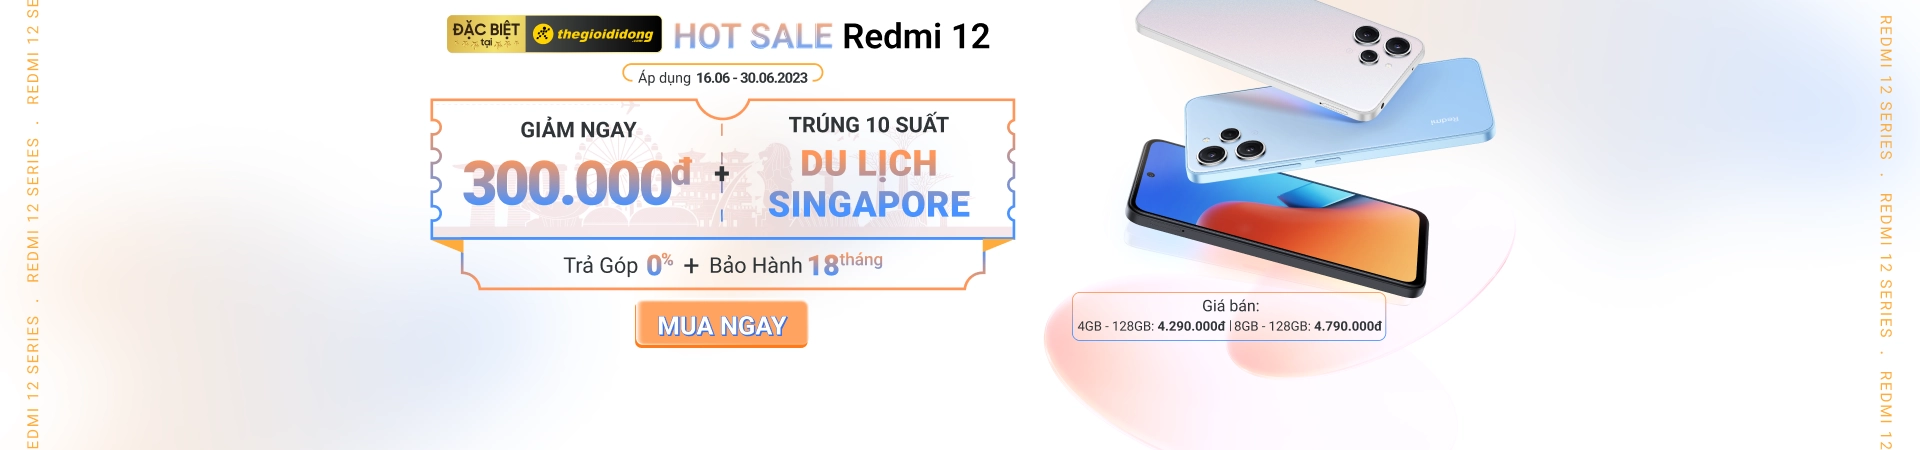 ĐẶC BIỆT
tại
thegioididong
.com
HOT SALE Redmi 12
Áp dụng 16.06 - 30.06.2023
GIẢM NGAY
300.000đ
+
TRÚNG 10 SUẤT
DU LỊCH
SINGAPORE
Trả Góp 0% + Bảo Hành 18 tháng
MUA NGAY
Redmi
Giá bán:
4GB - 128GB: 4.290.000đ | 8GB - 128GB: 4.790.000đ
EDMI 12 SERIES . REDMI 12 SERIES . REDMI 12 SE
REDMI 12 SERIES . REDMI 12 SERIES . REDMI 12